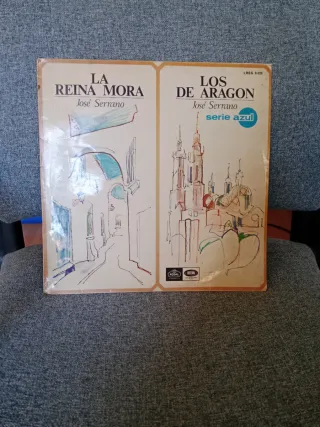 LA
REINA MORA
José Serrano
LOS
DE ARAGON
José Serrano
serie azul